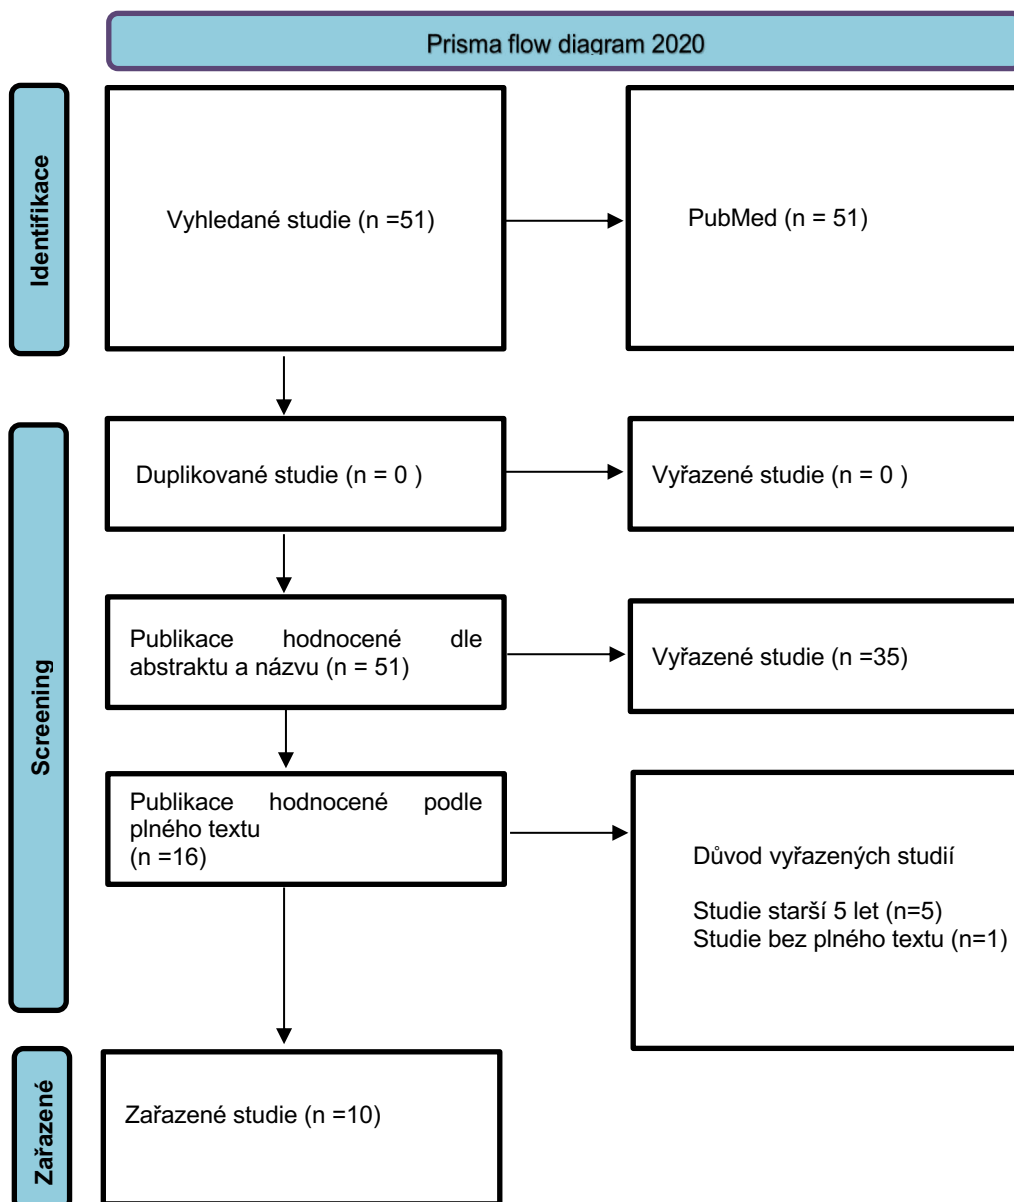 Prisma flow diagram 2020
Identifikace
Vyhledané studie (n =51)
PubMed (n = 51)
Screening
Duplikované studie (n = 0 )
Vyřazené studie (n = 0 )
Publikace hodnocené dle
abstraktu a názvu (n = 51)
Vyřazené studie (n =35)
Publikace hodnocené podle
plného textu
(n =16)
Důvod vyřazených studií
Studie starší 5 let (n=5)
Studie bez plného textu (n=1)
Zařazené
Zařazené studie (n =10)